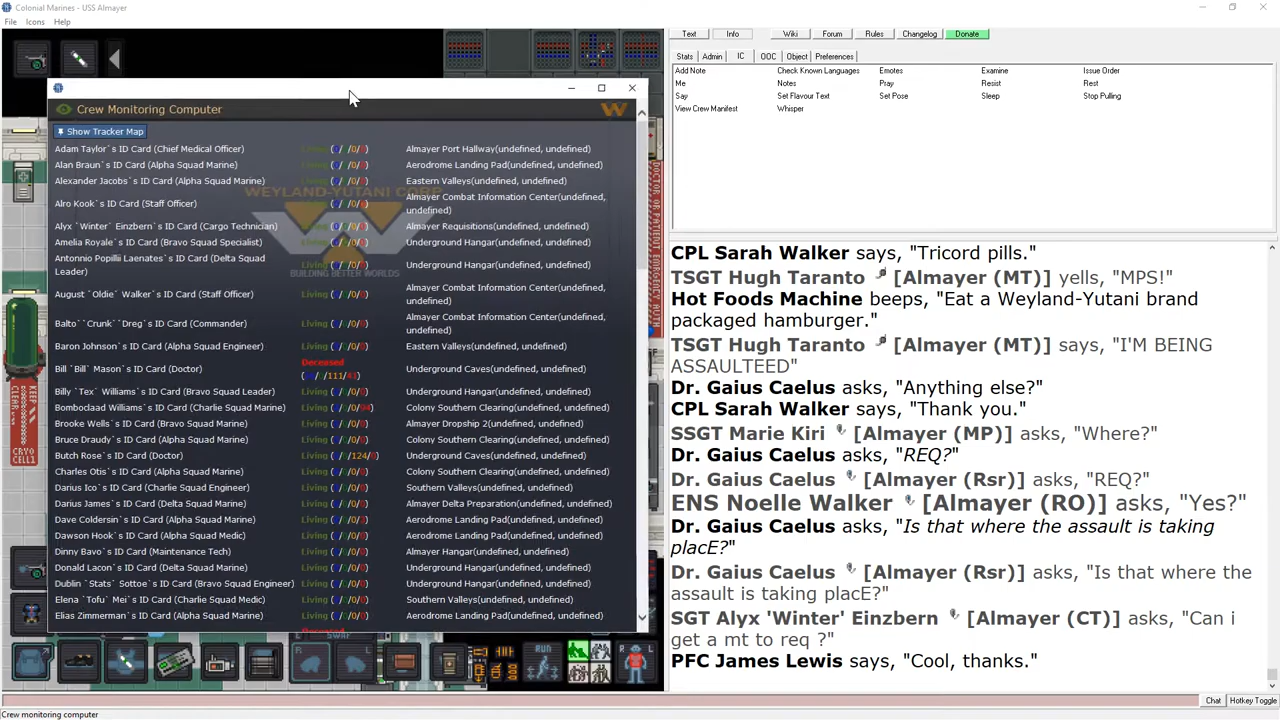 Colonial Marines - USS Almayer
File Icons Help
Text Info Wiki Forum Rules Changelog Donate
Stats Admin IC OOC Object Preferences
Add Note Check Known Languages Emotes Examine Issue Order
Me Notes Pray Resist Rest
Say Set Flavour Text Set Pose Sleep Stop Pulling
View Crew Manifest Whisper
Crew Monitoring Computer
Show Tracker Map
WEYLAND-YUTANI CORP
BUILDING BETTER WORLDS
Adam Taylor`s ID Card (Chief Medical Officer) Living Almayer Port Hallway(undefined, undefined)
Alan Braun`s ID Card (Alpha Squad Marine) Living Aerodrome Landing Pad(undefined, undefined)
Alexander Jacobs`s ID Card (Alpha Squad Marine) Living Eastern Valleys(undefined, undefined)
Alro Kook`s ID Card (Staff Officer) Living Almayer Combat Information Center(undefined,
undefined)
Alyx `Winter` Einzbern`s ID Card (Cargo Technician) Living Almayer Requisitions(undefined, undefined)
Amelia Royale`s ID Card (Bravo Squad Specialist) Living Underground Hangar(undefined, undefined)
Antonnio Popillii Laenates`s ID Card (Delta Squad
Leader) Living Underground Hangar(undefined, undefined)
August `Oldie` Walker`s ID Card (Staff Officer) Living Almayer Combat Information Center(undefined,
undefined)
Balto``Crunk``Dreg`s ID Card (Commander) Living Almayer Combat Information Center(undefined,
undefined)
Baron Johnson`s ID Card (Alpha Squad Engineer) Living Eastern Valleys(undefined, undefined)
Bill `Bill` Mason`s ID Card (Doctor) Deceased Underground Caves(undefined, undefined)
Billy `Tex` Williams`s ID Card (Bravo Squad Leader) Living Underground Hangar(undefined, undefined)
Bomboclaad Williams`s ID Card (Charlie Squad Marine) Living Colony Southern Clearing(undefined, undefined)
Brooke Wells`s ID Card (Bravo Squad Marine) Living Almayer Dropship 2(undefined, undefined)
Bruce Draudy`s ID Card (Alpha Squad Marine) Living Colony Southern Clearing(undefined, undefined)
Butch Rose`s ID Card (Doctor) Living Underground Caves(undefined, undefined)
Charles Otis`s ID Card (Alpha Squad Marine) Living Colony Southern Clearing(undefined, undefined)
Darius Ico`s ID Card (Charlie Squad Engineer) Living Southern Valleys(undefined, undefined)
Darius James`s ID Card (Delta Squad Marine) Living Almayer Delta Preparation(undefined, undefined)
Dave Coldersin`s ID Card (Alpha Squad Marine) Living Aerodrome Landing Pad(undefined, undefined)
Dawson Hook`s ID Card (Alpha Squad Medic) Living Aerodrome Landing Pad(undefined, undefined)
Dinny Bavo`s ID Card (Maintenance Tech) Living Almayer Hangar(undefined, undefined)
Donald Lacon`s ID Card (Delta Squad Marine) Living Underground Hangar(undefined, undefined)
Dublin `Stats` Sottoe`s ID Card (Bravo Squad Engineer) Living Underground Hangar(undefined, undefined)
Elena `Tofu` Mei`s ID Card (Charlie Squad Medic) Living Southern Valleys(undefined, undefined)
Elias Zimmerman`s ID Card (Alpha Squad Marine) Living Aerodrome Landing Pad(undefined, undefined)
CPL Sarah Walker says, "Tricord pills."
TSGT Hugh Taranto [Almayer (MT)] yells, "MPS!"
Hot Foods Machine beeps, "Eat a Weyland-Yutani brand
packaged hamburger."
TSGT Hugh Taranto [Almayer (MT)] says, "I'M BEING
ASSAULTEED"
Dr. Gaius Caelus asks, "Anything else?"
CPL Sarah Walker says, "Thank you."
SSGT Marie Kiri [Almayer (MP)] asks, "Where?"
Dr. Gaius Caelus asks, "REQ?"
Dr. Gaius Caelus [Almayer (Rsr)] asks, "REQ?"
ENS Noelle Walker [Almayer (RO)] asks, "Yes?"
Dr. Gaius Caelus asks, "Is that where the assault is taking
placE?"
Dr. Gaius Caelus [Almayer (Rsr)] asks, "Is that where the
assault is taking placE?"
SGT Alyx 'Winter' Einzbern [Almayer (CT)] asks, "Can i
get a mt to req ?"
PFC James Lewis says, "Cool, thanks."
DOCTOR OR PATIENT EMERGENCY AUTH
KEEP CLEAR
CRYO
CELL1
R L
RUN
R L
Chat Hotkey Toggle
Crew monitoring computer